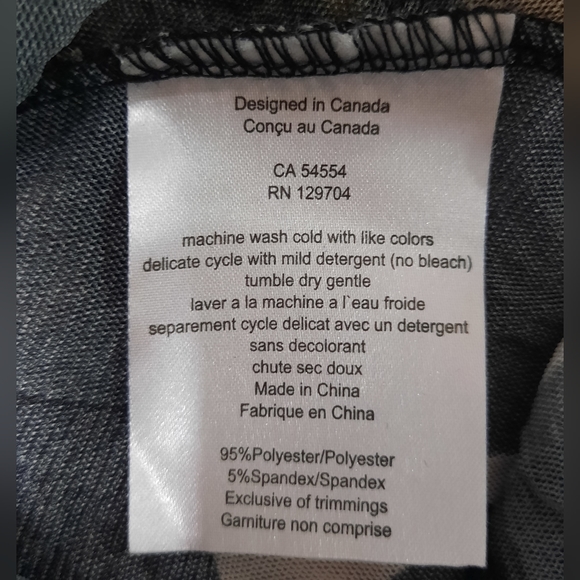 Designed in Canada
Conçu au Canada
CA 54554
RN 129704
machine wash cold with like colors
delicate cycle with mild detergent (no bleach)
tumble dry gentle
laver a la machine a l`eau froide
separement cycle delicat avec un detergent
sans decolorant
chute sec doux
Made in China
Fabrique en China
95%Polyester/Polyester
5%Spandex/Spandex
Exclusive of trimmings
Garniture non comprise